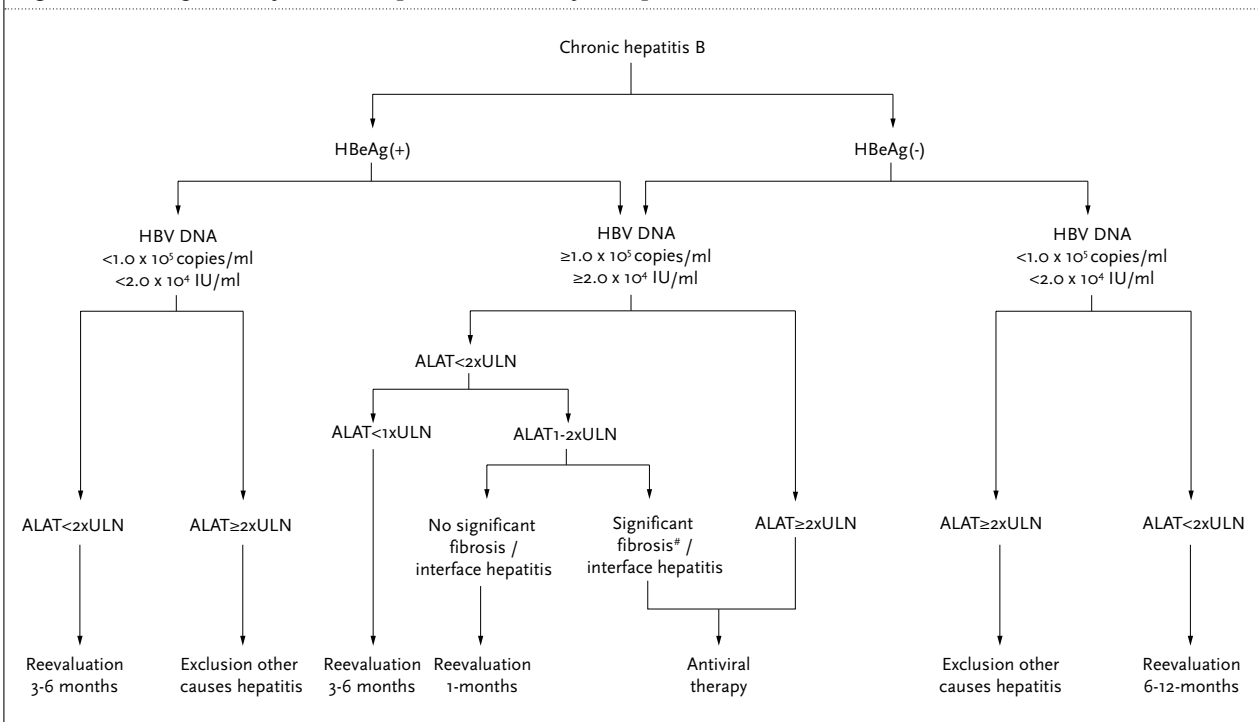 Chronic hepatitis B
HBeAg(+)
HBeAg(-)
HBV DNA
<1.0 x 10⁵ copies/ml
<2.0 x 10⁴ IU/ml
HBV DNA
≥1.0 x 10⁵ copies/ml
≥2.0 x 10⁴ IU/ml
HBV DNA
<1.0 x 10⁵ copies/ml
<2.0 x 10⁴ IU/ml
ALAT<2xULN
ALAT<1xULN
ALAT1-2xULN
ALAT<2xULN
ALAT≥2xULN
No significant
fibrosis /
interface hepatitis
Significant
fibrosis# /
interface hepatitis
ALAT≥2xULN
ALAT≥2xULN
ALAT<2xULN
Reevaluation
3-6 months
Exclusion other
causes hepatitis
Reevaluation
3-6 months
Reevaluation
1-months
Antiviral
therapy
Exclusion other
causes hepatitis
Reevaluation
6-12-months